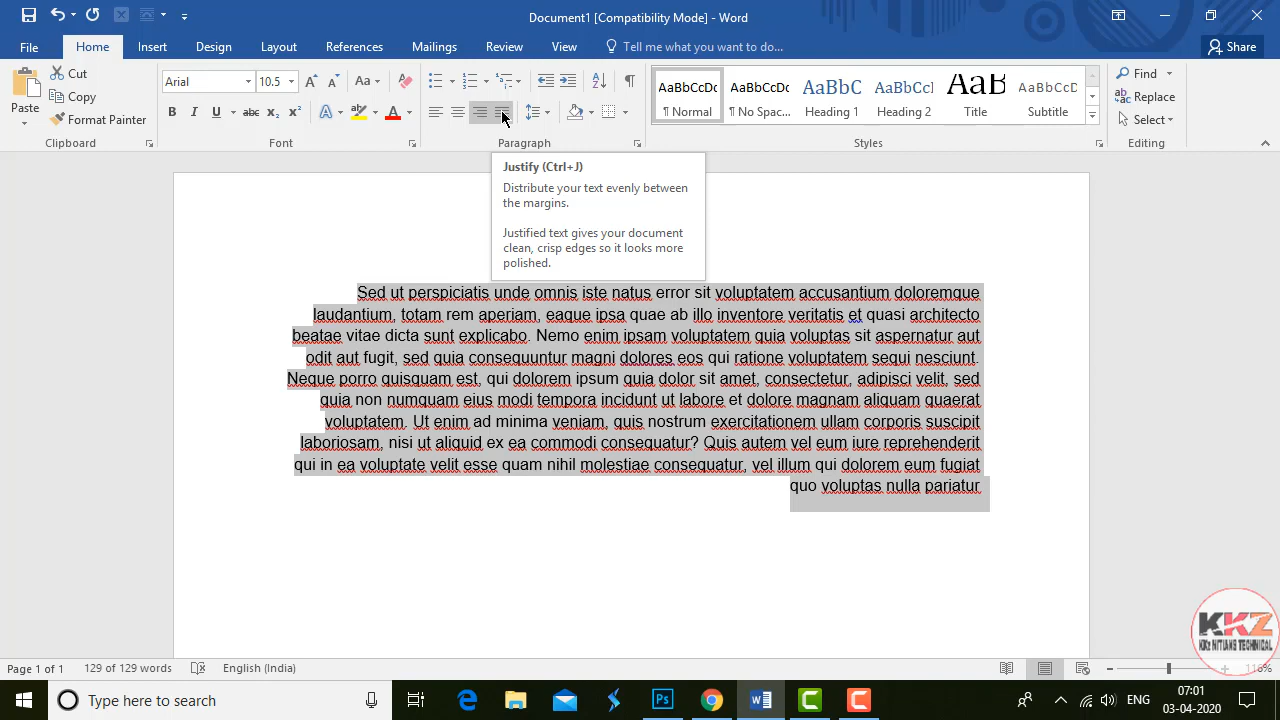 Document1 [Compatibility Mode] - Word
File Home Insert Design Layout References Mailings Review View Tell me what you want to do... Share
Paste
Cut
Copy
Format Painter
Clipboard
Arial 10.5
Font
Paragraph
AaBbCcDc AaBbCcDc AaBbC AaBbCcI AaB AaBbCcD
¶ Normal ¶ No Spac... Heading 1 Heading 2 Title Subtitle
Styles
Find
Replace
Select
Editing
Justify (Ctrl+J)
Distribute your text evenly between
the margins.
Justified text gives your document
clean, crisp edges so it looks more
polished.
Sed ut perspiciatis unde omnis iste natus error sit voluptatem accusantium doloremque
laudantium, totam rem aperiam, eaque ipsa quae ab illo inventore veritatis et quasi architecto
beatae vitae dicta sunt explicabo. Nemo enim ipsam voluptatem quia voluptas sit aspernatur aut
odit aut fugit, sed quia consequuntur magni dolores eos qui ratione voluptatem sequi nesciunt.
Neque porro quisquam est, qui dolorem ipsum quia dolor sit amet, consectetur, adipisci velit, sed
quia non numquam eius modi tempora incidunt ut labore et dolore magnam aliquam quaerat
voluptatem. Ut enim ad minima veniam, quis nostrum exercitationem ullam corporis suscipit
laboriosam, nisi ut aliquid ex ea commodi consequatur? Quis autem vel eum iure reprehenderit
qui in ea voluptate velit esse quam nihil molestiae consequatur, vel illum qui dolorem eum fugiat
quo voluptas nulla pariatur
KKZ
KKz NITIANS TECHNICAL
Page 1 of 1 129 of 129 words English (India) 116%
Type here to search
ENG
07:01
03-04-2020